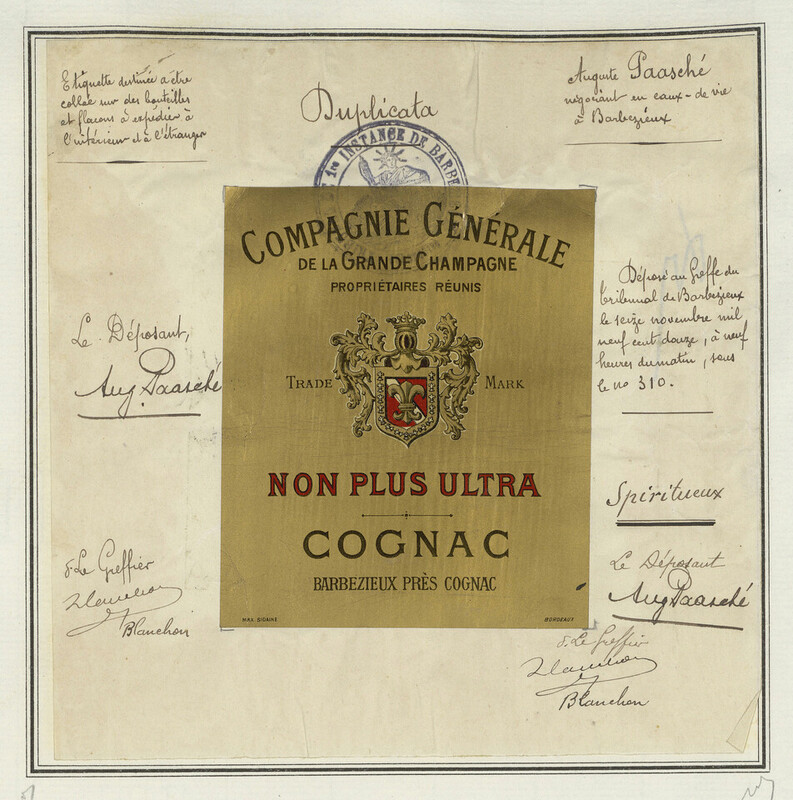 Etiquette destinée à être
collée sur des bouteilles
et flacons à expédier à
l'intérieur et à l'étranger
Duplicata
Auguste Paasché
négociant en eaux-de-vie
à Barbezieux
1re INSTANCE DE BARBE
COMPAGNIE GÉNÉRALE
DE LA GRANDE CHAMPAGNE
PROPRIÉTAIRES RÉUNIS
TRADE MARK
NON PLUS ULTRA
COGNAC
BARBEZIEUX PRÈS COGNAC
BORDEAUX
Le Déposant,
Aug. Paasché
Déposé au Greffe du
tribunal de Barbezieux
le seize novembre mil
neuf cent douze, à neuf
heures du matin, sous
le no 310.
Spiritueux
Le Déposant
Aug Paasché
Le Greffier
Blanchon
Le Greffier
Blanchon